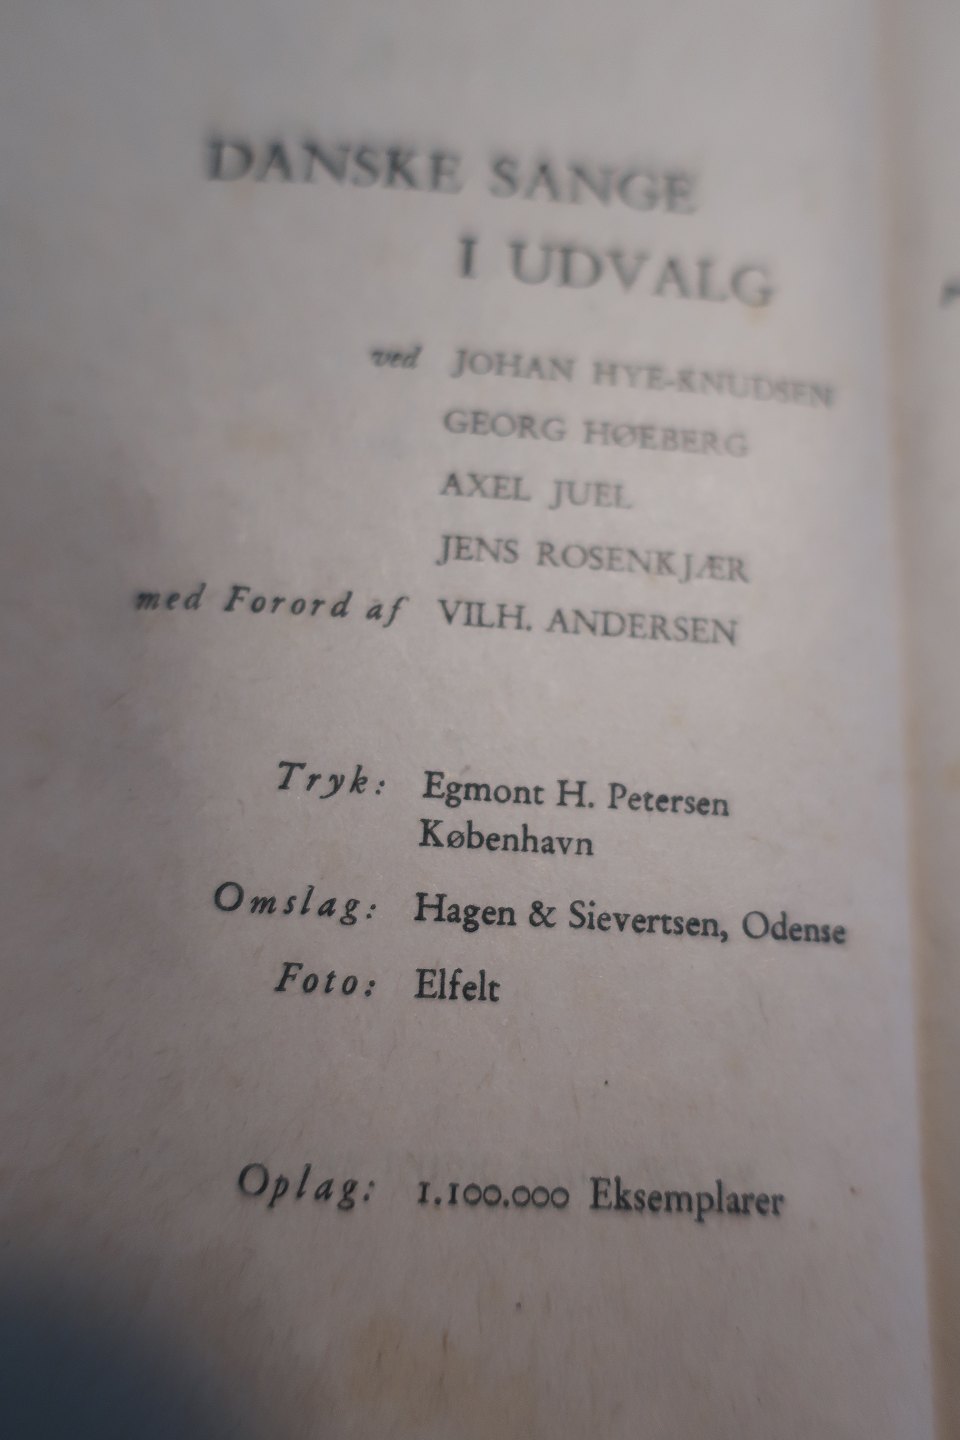 DANSKE SANGE
I UDVALG
ved JOHAN HYE-KNUDSEN
GEORG HØEBERG
AXEL JUEL
JENS ROSENKJÆR
med Forord af VILH. ANDERSEN
Tryk: Egmont H. Petersen
København
Omslag: Hagen & Sievertsen, Odense
Foto: Elfelt
Oplag: 1.100.000 Eksemplarer